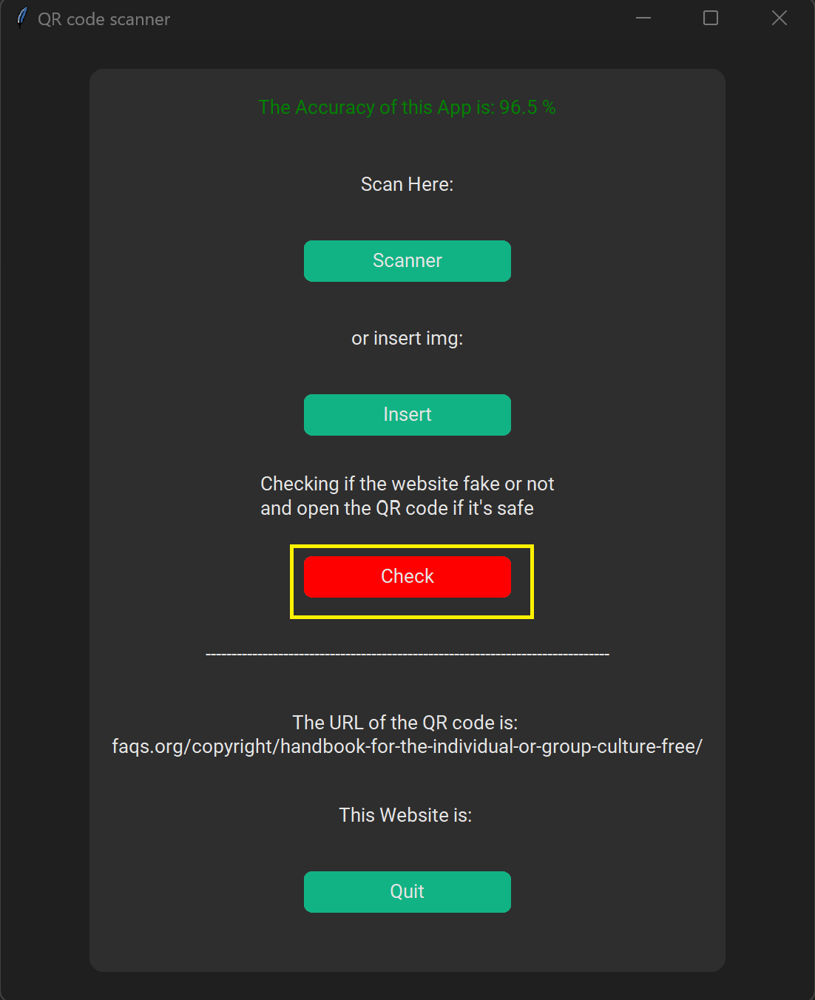 QR code scanner
The Accuracy of this App is: 96.5 %
Scan Here:
Scanner
or insert img:
Insert
Checking if the website fake or not
and open the QR code if it's safe
Check
------------------------------------------------------------------------------
The URL of the QR code is:
faqs.org/copyright/handbook-for-the-individual-or-group-culture-free/
This Website is:
Quit